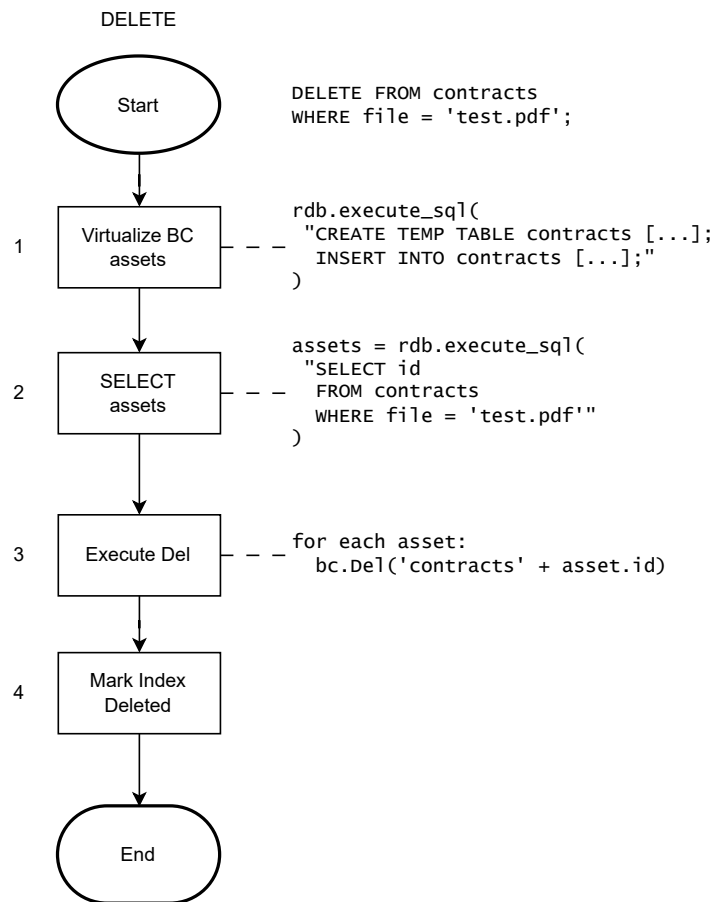 DELETE
Start
DELETE FROM contracts
WHERE file = 'test.pdf';
1
Virtualize BC
assets
rdb.execute_sql(
"CREATE TEMP TABLE contracts [...];
INSERT INTO contracts [...];"
)
2
SELECT
assets
assets = rdb.execute_sql(
"SELECT id
FROM contracts
WHERE file = 'test.pdf'"
)
3
Execute Del
for each asset:
bc.Del('contracts' + asset.id)
4
Mark Index
Deleted
End